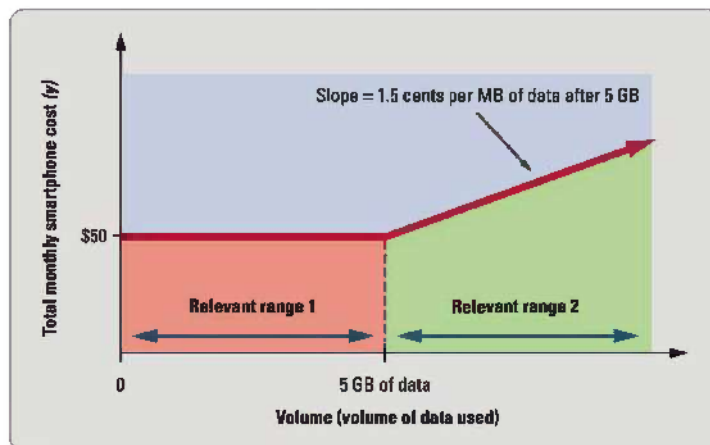 Total monthly smartphone cost (y)
Slope = 1.5 cents per MB of data after 5 GB
$50
Relevant range 1
Relevant range 2
0
5 GB of data
Volume (volume of data used)